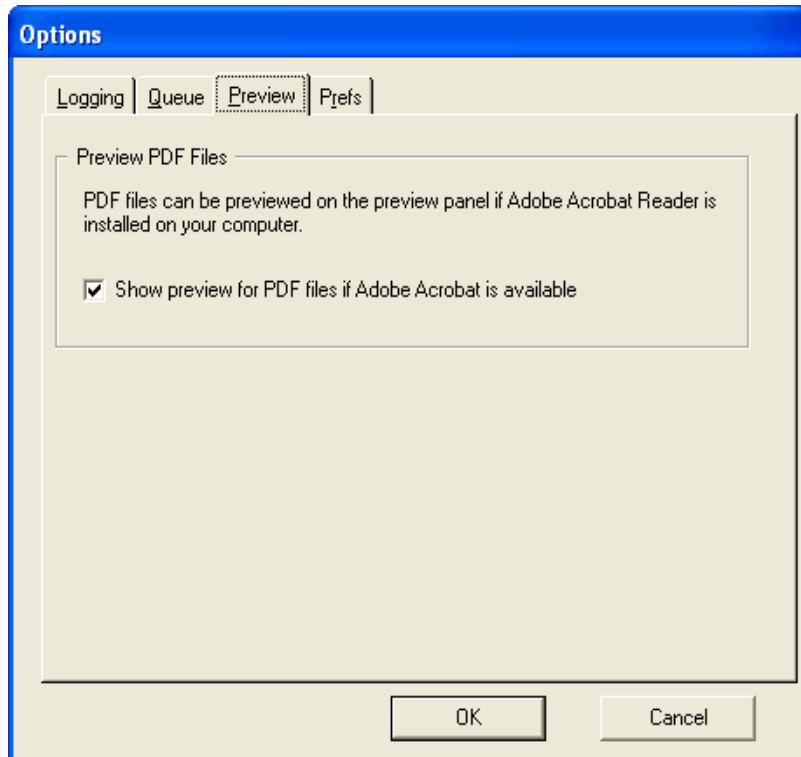 Options
Logging Queue Preview Prefs
Preview PDF Files
PDF files can be previewed on the preview panel if Adobe Acrobat Reader is
installed on your computer.
Show preview for PDF files if Adobe Acrobat is available
OK Cancel